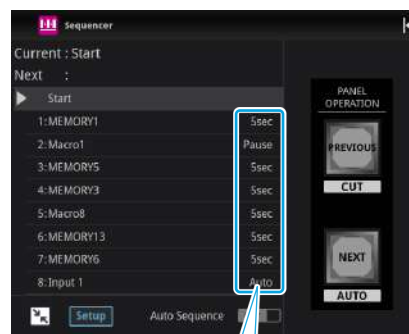 Sequencer
Current : Start
Next :
Start
1:MEMORY1 5sec
2:Macro1 Pause
3:MEMORY5 5sec
4:MEMORY3 5sec
5:Macro8 5sec
6:MEMORY13 5sec
7:MEMORY6 5sec
8:Input 1 Auto
Setup Auto Sequence
PANEL
OPERATION
PREVIOUS
CUT
NEXT
AUTO